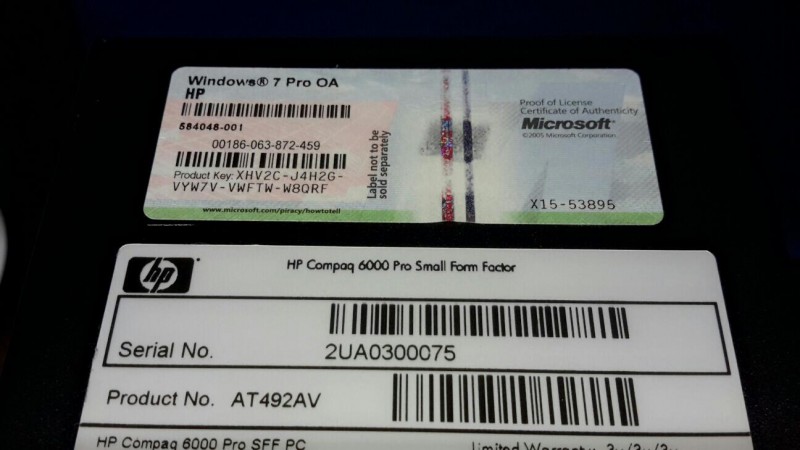 Windows® 7 Pro OA
HP
584048-001
00186-063-872-459
Product Key: XHV2C-J4H2G-
VYW7V-VWFTW-W8QRF
www.microsoft.com/piracy/howtotell
Label not to be
sold separately
Proof of License
Certificate of Authenticity
Microsoft®
©2005 Microsoft Corporation
X15-53895
hp
HP Compaq 6000 Pro Small Form Factor
Serial No. 2UA0300075
Product No. AT492AV
HP Compaq 6000 Pro SFF PC
Limited Warranty 3y/3y/3y